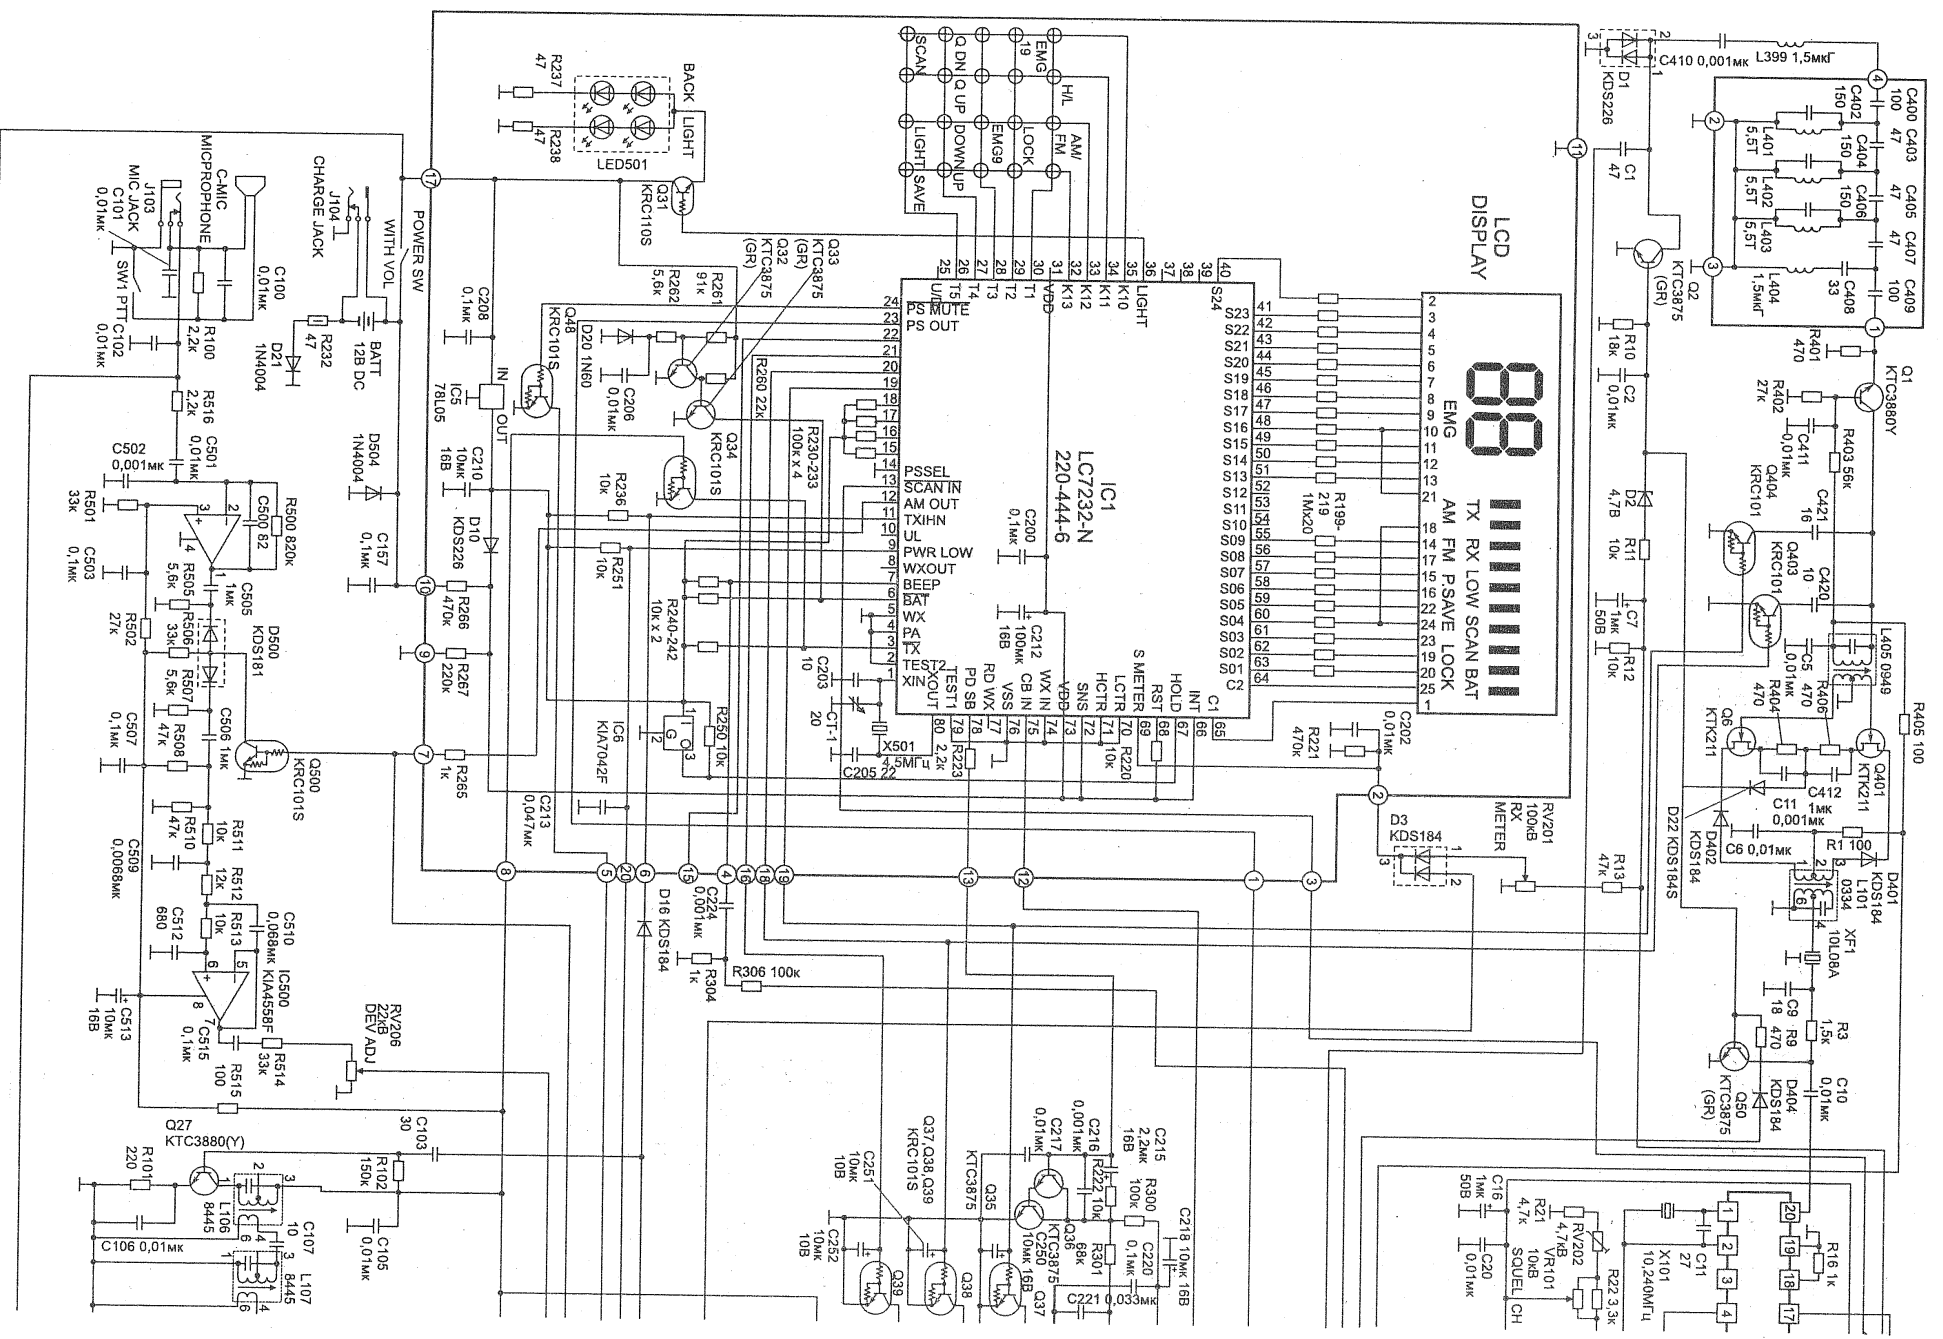 BACK LIGHT
LED501
R237
47
R238
47
Q31
KRC110S
SCAN
Q DN
Q UP
LIGHT
SAVE
DOWN
UP
EMG
19
EMG9
LOCK
H/L
AM/
FM
LCD
DISPLAY
EMG
AM FM P.SAVE LOCK
TX RX LOW SCAN BAT
IC1
LC7232-N
220-444-6
R199-
219
1Mx20
C200
0,1мк
C212
100мк
16В
D1
KDS226
C410 0,001мк
L399 1,5мкГ
C1
47
Q2
KTC3875
(GR)
C400
100
C402
150
C403
47
C404
150
C405
47
C406
150
C407
47
C408
33
C409
100
L401
5,5T
L402
5,5T
L403
5,5T
L404
1,5мкГ
R401
470
Q1
KTC3880Y
R402
27к
C411
0,01мк
R403 56к
Q404
KRC101
C421
16
Q403
KRC101
C420
10
C5
0,01мк
L405 0949
R404
470
R406
470
R405 100
Q6
KTK211
Q401
KTK211
C412
1мк
C11
0,001мк
D22 KDS184S
D402
KDS184
C6 0,01мк
R1 100
D401
KDS184
L101
0334
XF1
10L08A
C9
18
R3
1,5к
R9
470
Q50
KTC3875
(GR)
D404
KDS184
C10
0,01мк
R10
18к
C2
0,01мк
D2
4,7В
R11
10к
C7
1мк
50В
R12
10к
R13
47к
RV201
100кВ
RX
METER
D3
KDS184
C202
0,01мк
R221
470к
R220
10к
R223
2,2к
X501
4,5МГц
C205 22
CT-1
20
C203
10
LIGHT
K10
K11
K12
K13
VDD
T1
T2
T3
T4
T5
U/D
PS MUTE
PS OUT
PSSEL
SCAN IN
AM OUT
TXIHN
UL
PWR LOW
WXOUT
BEEP
BAT
WX
PA
TX
TEST2
XIN
XOUT
TEST1
PD SB
RD WX
VSS
CB IN
WX IN
VDD
SNS
HCTR
LCTR
S METER
RST
HOLD
INT
C1
C2
S24
S23
S22
S21
S20
S19
S18
S17
S16
S15
S14
S13
S12
S11
S10
S09
S08
S07
S06
S05
S04
S03
S02
S01
Q33
KTC3875
(GR)
Q32
KTC3875
(GR)
R261
91к
R262
5,6к
D20 1N60
C206
0,01мк
Q48
KRC101S
Q34
KRC101S
R260 22к
R230-233
100к x 4
R236
10к
R251
10к
R240-242
10к x 2
R250 10к
IC6
KIA7042F
C213
0,047мк
C208
0,1мк
IN
IC5
78L05
OUT
C210
10мк
16В
D10
KDS226
R266
470к
R267
220к
R265
1к
POWER SW
WITH VOL
BATT
12В DC
J104
CHARGE JACK
R232
47
D21
1N4004
D504
1N4004
C157
0,1мк
C-MIC
MICPROPHONE
J103
MIC JACK
C101
0,01мк
SW1 PTT
C100
0,01мк
R100
2,2к
C102
0,01мк
R516
2,2к
C501
0,01мк
C502
0,001мк
R501
33к
C503
0,1мк
R500 820к
C500 82
C505
1мк
R505
5,6к
R506
33к
R502
27к
D500
KDS181
R507
5,6к
C506 1мк
R508
47к
C507
0,1мк
Q500
KRC101S
R510
47к
R511
10к
C509
0,0068мк
R512
12к
R513
10к
C510
0,068мк
C512
680
IC500
KIA4558F
C513
10мк
16В
C515
0,1мк
R514
33к
R515
100
RV206
22кВ
DEV ADJ
D16 KDS184
C224
0,001мк
R304
1к
R306 100к
Q27
KTC3880(Y)
C103
30
R101
220
R102
150к
C106 0,01мк
C105
0,01мк
L106
8445
C107
10
L107
8445
Q37,Q38,Q39
KRC101S
C251
10мк
10В
C252
10мк
10В
Q39
Q38
Q37
Q35
KTC3875
Q36
KTC3875
C250
10мк 16В
C217
0,01мк
C216
0,001мк
C215
2,2мк
16В
R222 10к
R300
100к
R301
68к
C220
0,1мк
C218 10мк 16В
C221 0,033мк
C16
1мк
50В
C20
0,01мк
R21
4,7к
RV202
4,7кВ
VR101
10кВ
SQUEL CH
R22 3,3к
X101
10,240МГц
C11
27
R16 1к